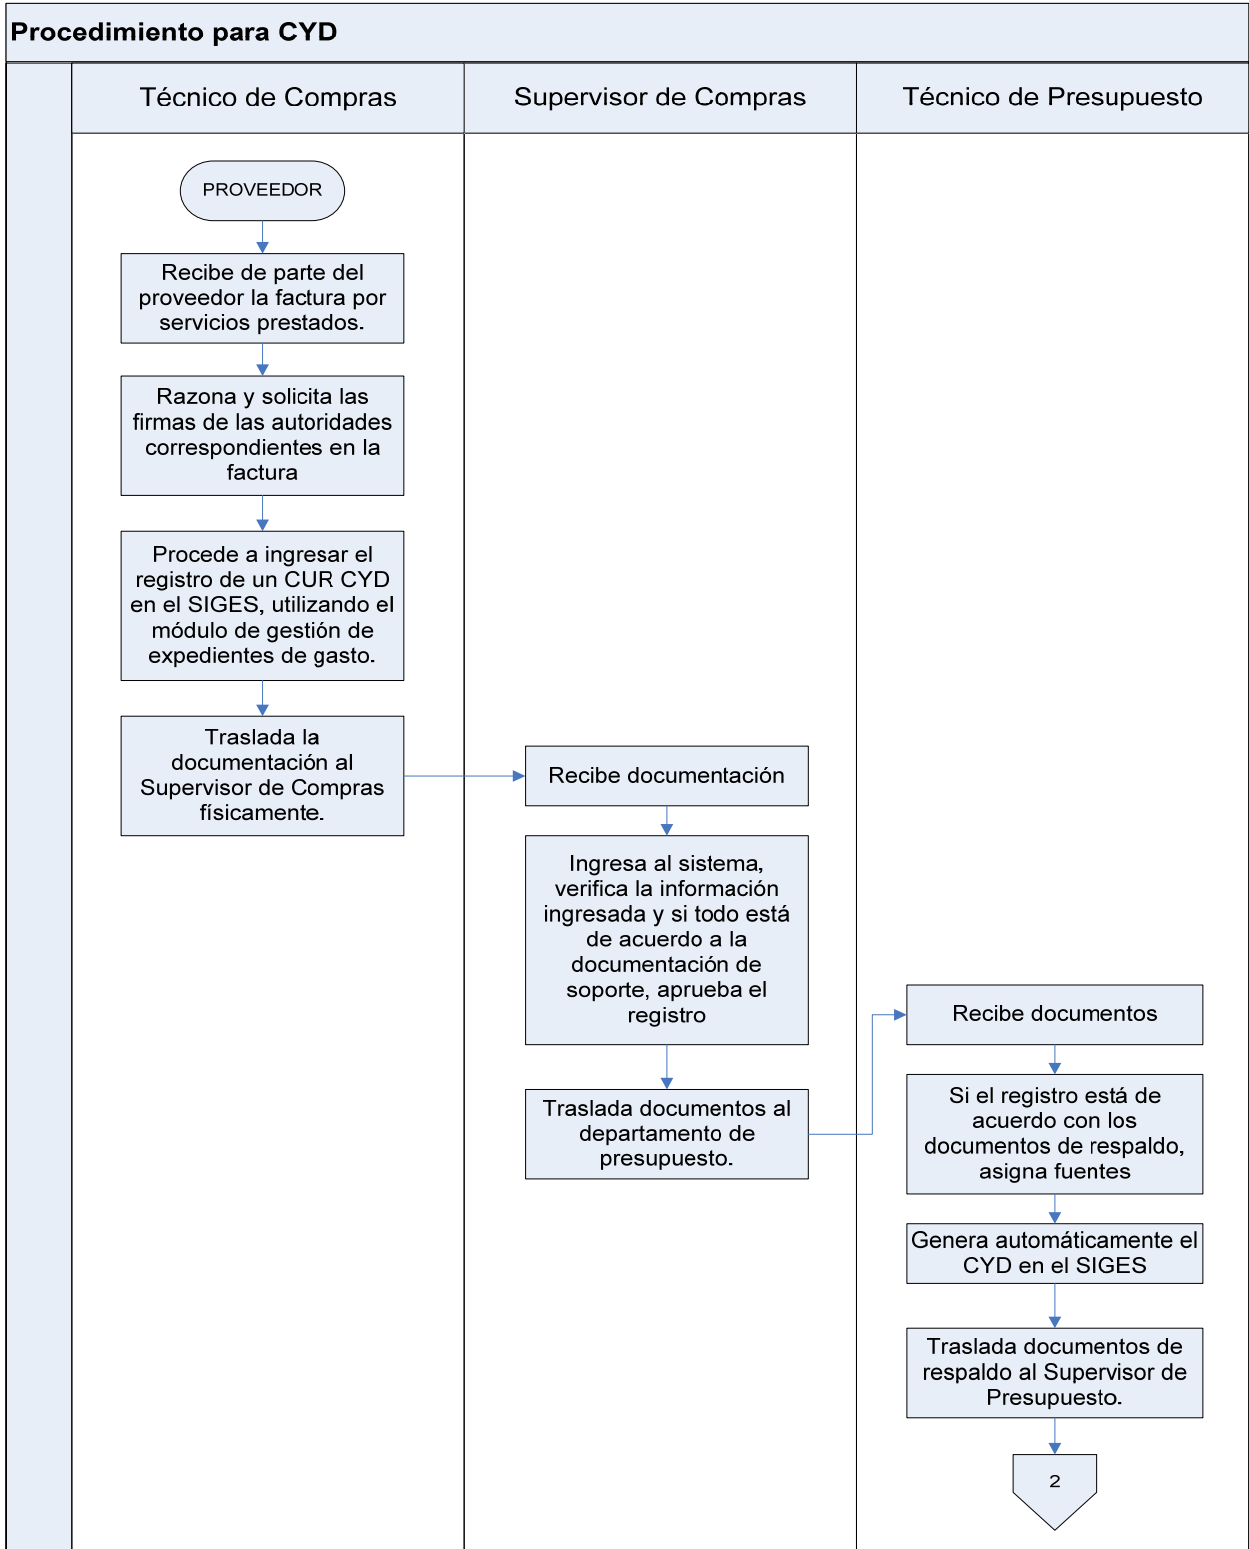 Procedimiento para CYD
Técnico de Compras
Supervisor de Compras
Técnico de Presupuesto
PROVEEDOR
Recibe de parte del
proveedor la factura por
servicios prestados.
Razona y solicita las
firmas de las autoridades
correspondientes en la
factura
Procede a ingresar el
registro de un CUR CYD
en el SIGES, utilizando el
módulo de gestión de
expedientes de gasto.
Traslada la
documentación al
Supervisor de Compras
físicamente.
Recibe documentación
Ingresa al sistema,
verifica la información
ingresada y si todo está
de acuerdo a la
documentación de
soporte, aprueba el
registro
Traslada documentos al
departamento de
presupuesto.
Recibe documentos
Si el registro está de
acuerdo con los
documentos de respaldo,
asigna fuentes
Genera automáticamente el
CYD en el SIGES
Traslada documentos de
respaldo al Supervisor de
Presupuesto.
2